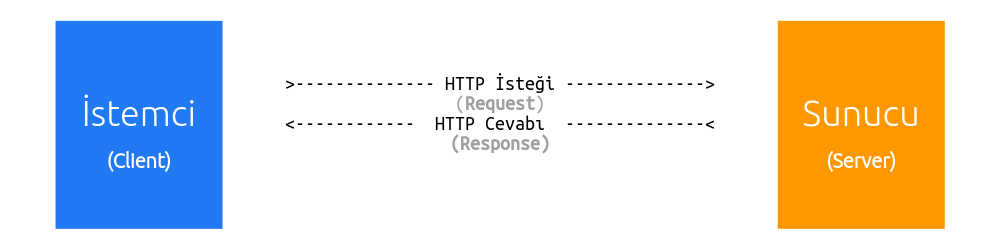 İstemci
(Client)
>-------------- HTTP İsteği -------------->
(Request)
<------------ HTTP Cevabı --------------<
(Response)
Sunucu
(Server)